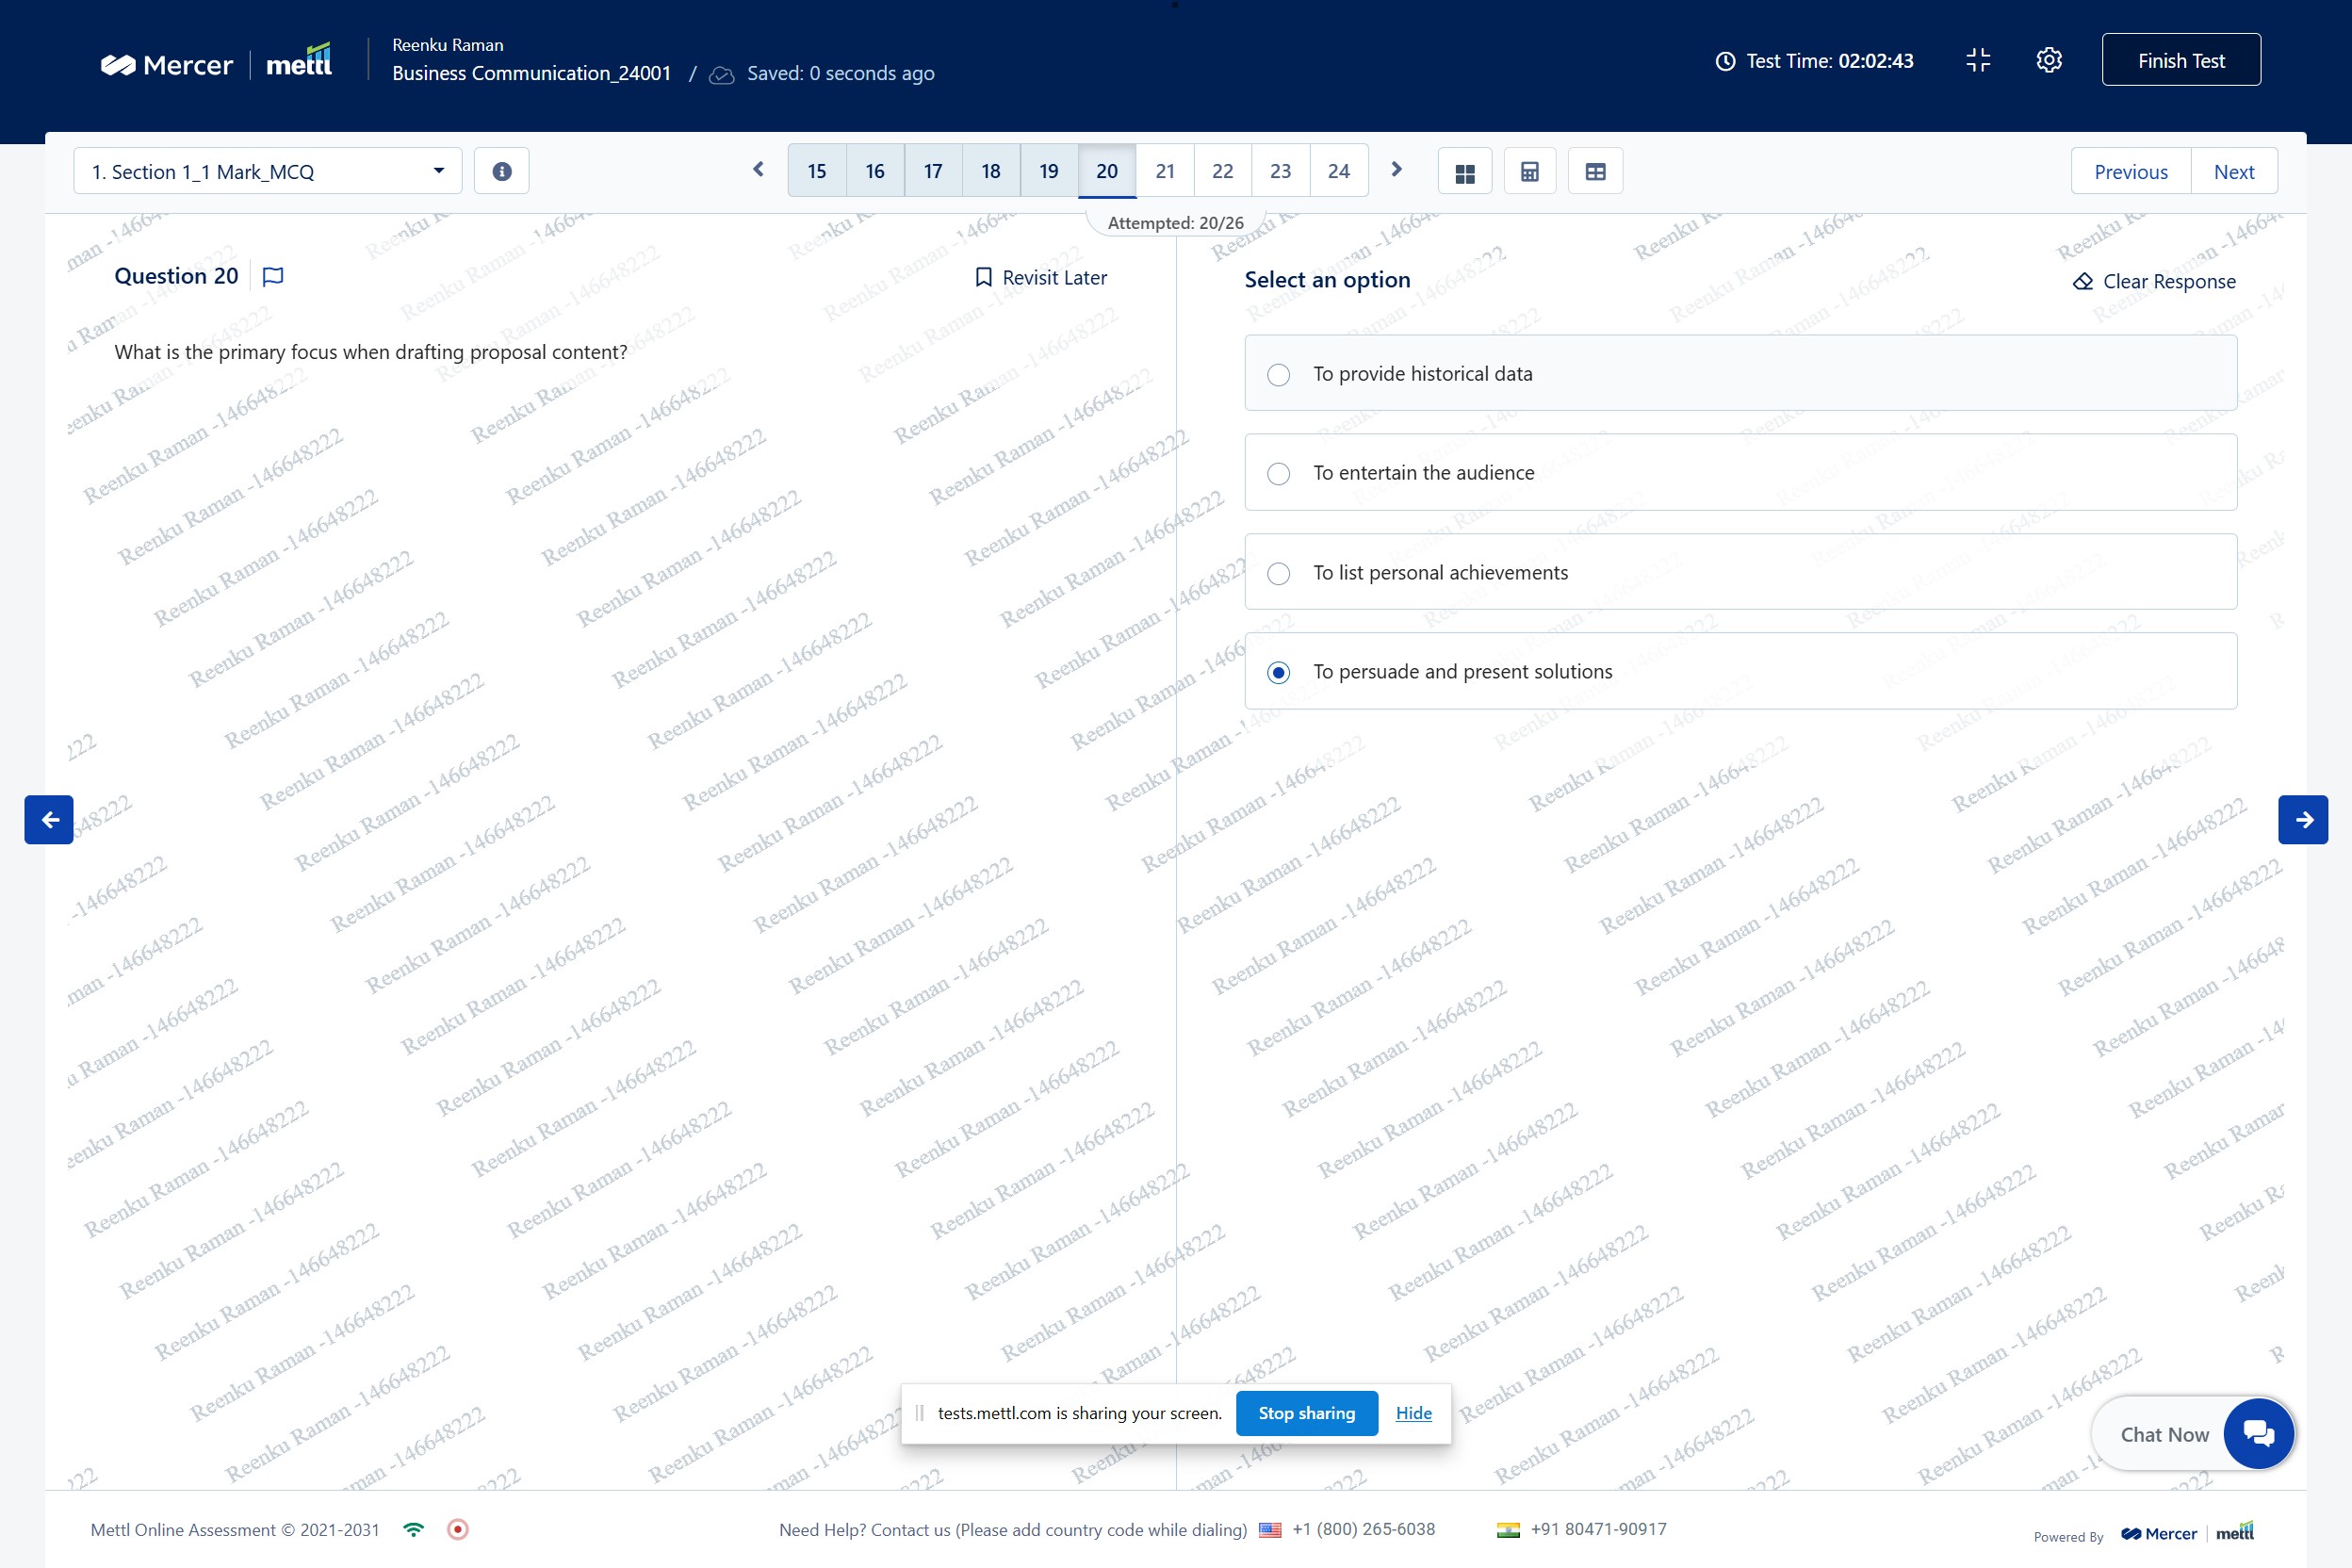 Mercer | mettl
Reenku Raman
Business Communication_24001 / Saved: 0 seconds ago
Test Time: 02:02:43
Finish Test
1. Section 1_1 Mark_MCQ
15 16 17 18 19 20 21 22 23 24
Previous Next
Attempted: 20/26
Question 20
Revisit Later
What is the primary focus when drafting proposal content?
Select an option
Clear Response
To provide historical data
To entertain the audience
To list personal achievements
To persuade and present solutions
Reenku Raman -146648222
tests.mettl.com is sharing your screen. Stop sharing Hide
Chat Now
Mettl Online Assessment © 2021-2031
Need Help? Contact us (Please add country code while dialing) +1 (800) 265-6038 +91 80471-90917
Powered By Mercer | mettl